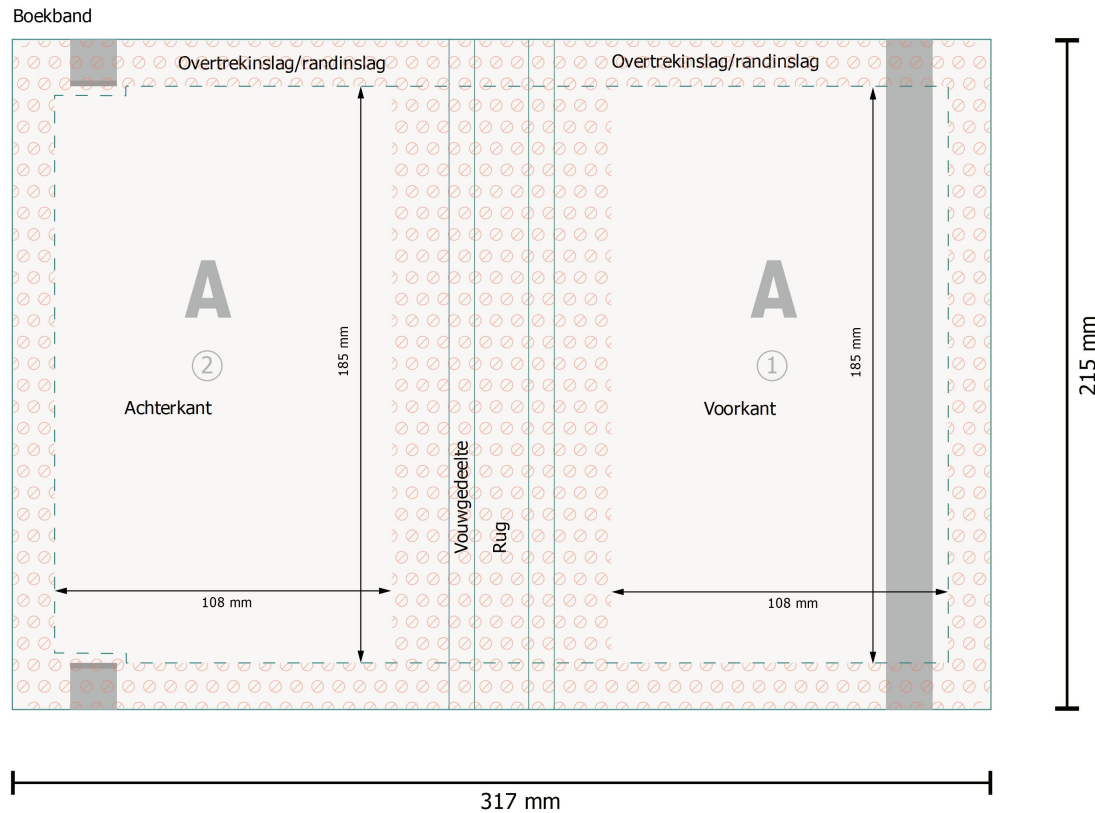 Boekband
Overtrekinslag/randinslag
Overtrekinslag/randinslag
A
A
2
1
185 mm
185 mm
215 mm
Achterkant
Voorkant
Vouwgedeelte
Rug
108 mm
108 mm
317 mm